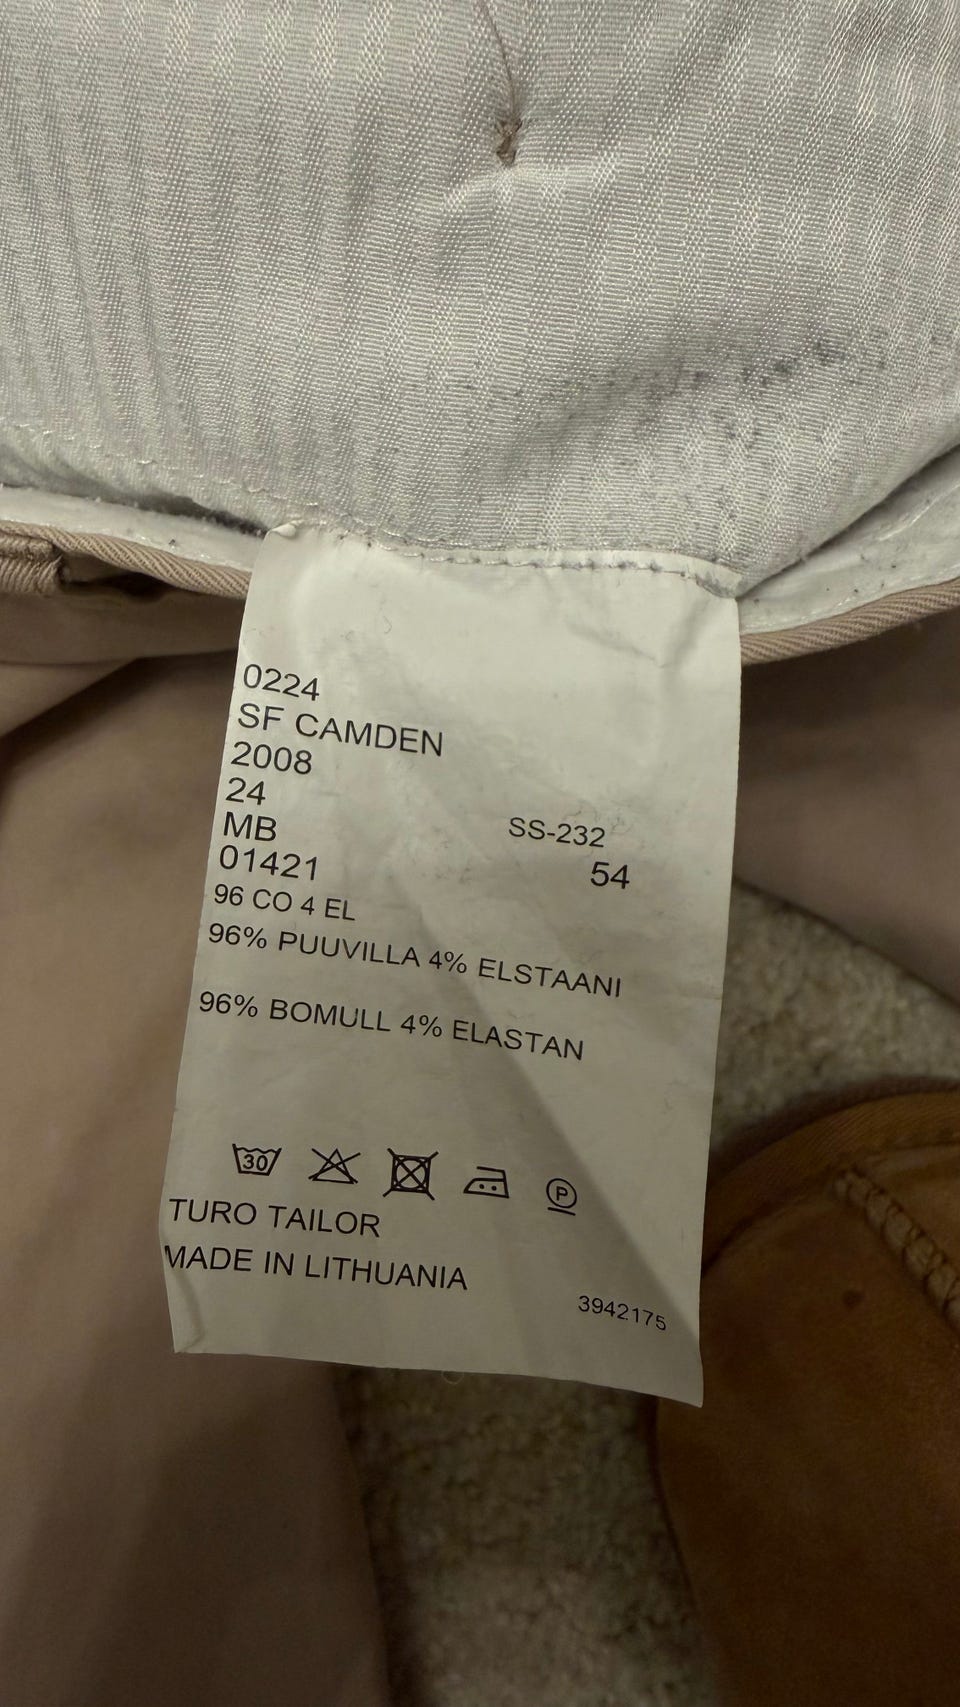 0224
SF CAMDEN
2008
24
MB
SS-232
01421
54
96 CO 4 EL
96% PUUVILLA 4% ELSTAANI
96% BOMULL 4% ELASTAN
30
P
TURO TAILOR
MADE IN LITHUANIA
3942175